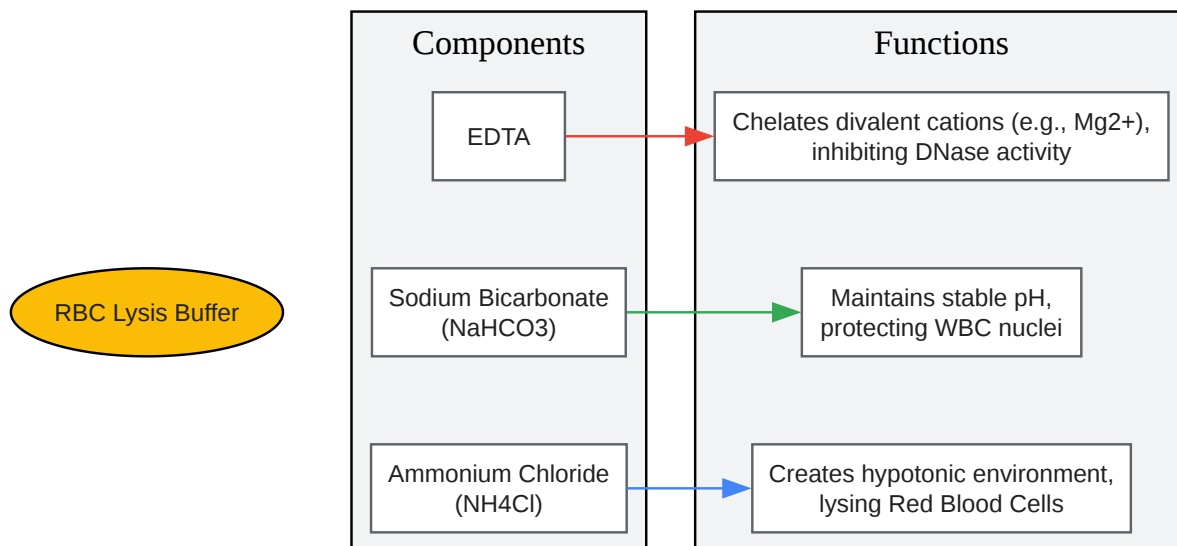 Components
Functions
EDTA
Chelates divalent cations (e.g., Mg2+),
inhibiting DNase activity
RBC Lysis Buffer
Sodium Bicarbonate
(NaHCO3)
Maintains stable pH,
protecting WBC nuclei
Ammonium Chloride
(NH4Cl)
Creates hypotonic environment,
lysing Red Blood Cells